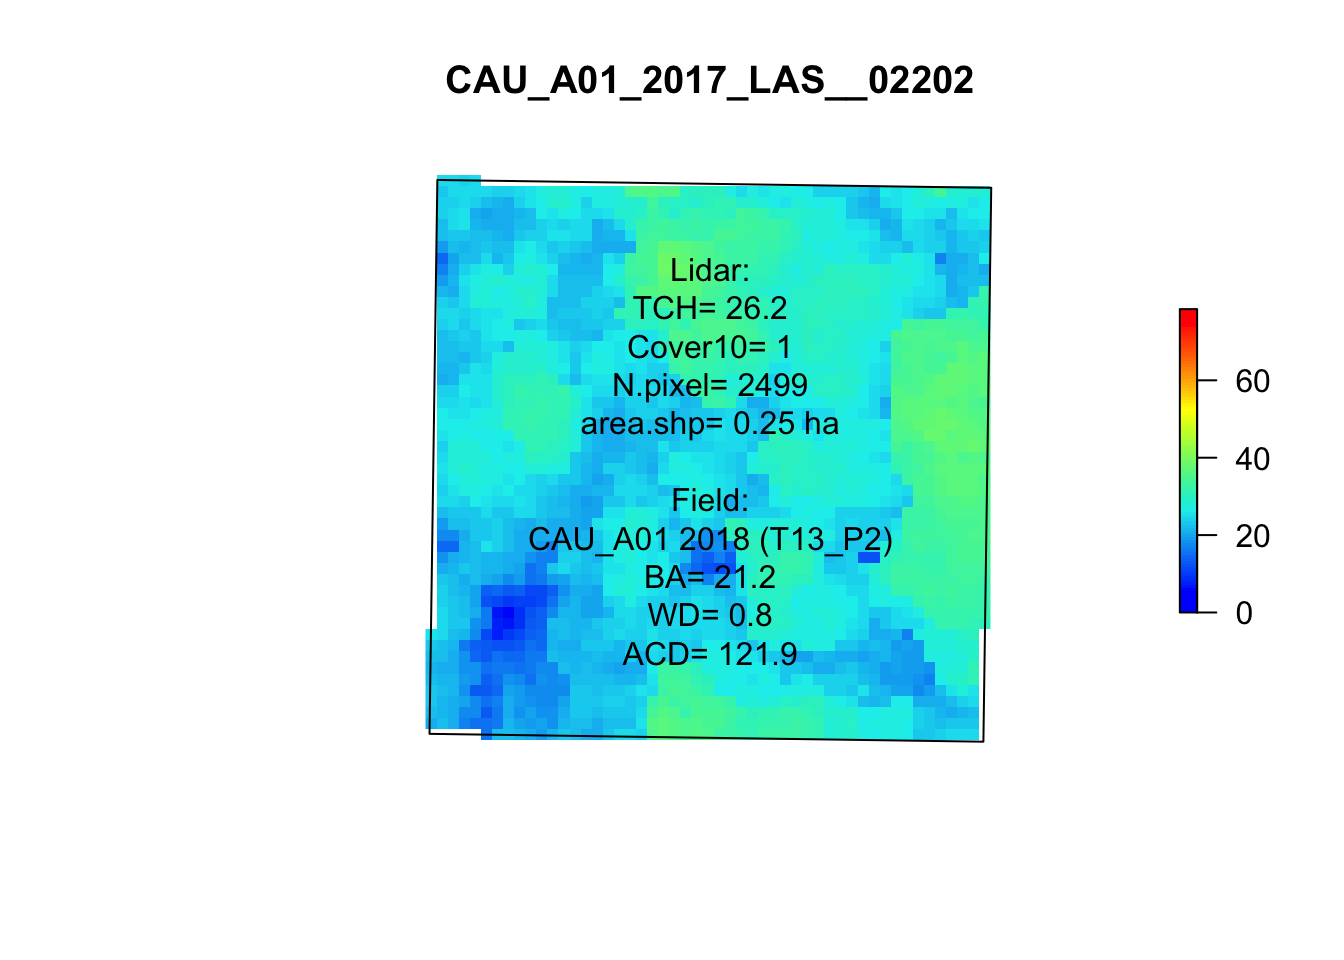 CAU_A01_2017_LAS__02202
Lidar:
TCH= 26.2
Cover10= 1
N.pixel= 2499
area.shp= 0.25 ha
Field:
CAU_A01 2018 (T13_P2)
BA= 21.2
WD= 0.8
ACD= 121.9
60
40
20
0